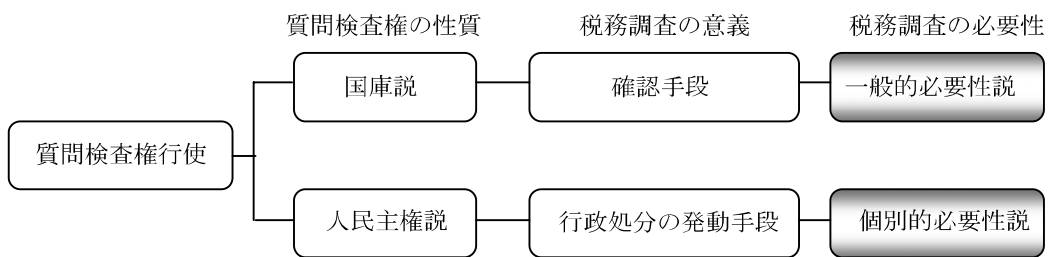 質問検査権の性質 税務調査の意義 税務調査の必要性
国庫説 確認手段 一般的必要性説
質問検査権行使
人民主権説 行政処分の発動手段 個別的必要性説